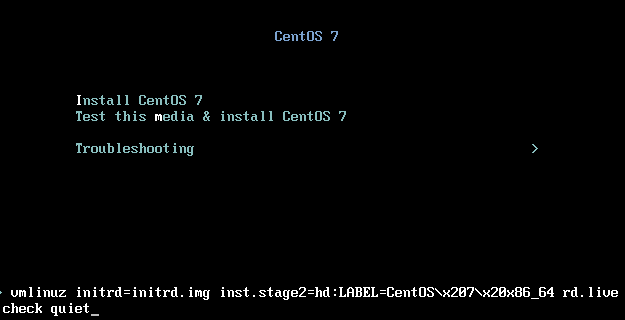 CentOS 7
Install CentOS 7
Test this media & install CentOS 7
Troubleshooting >
> vmlinuz initrd=initrd.img inst.stage2=hd:LABEL=CentOS\x207\x20x86_64 rd.live
check quiet_